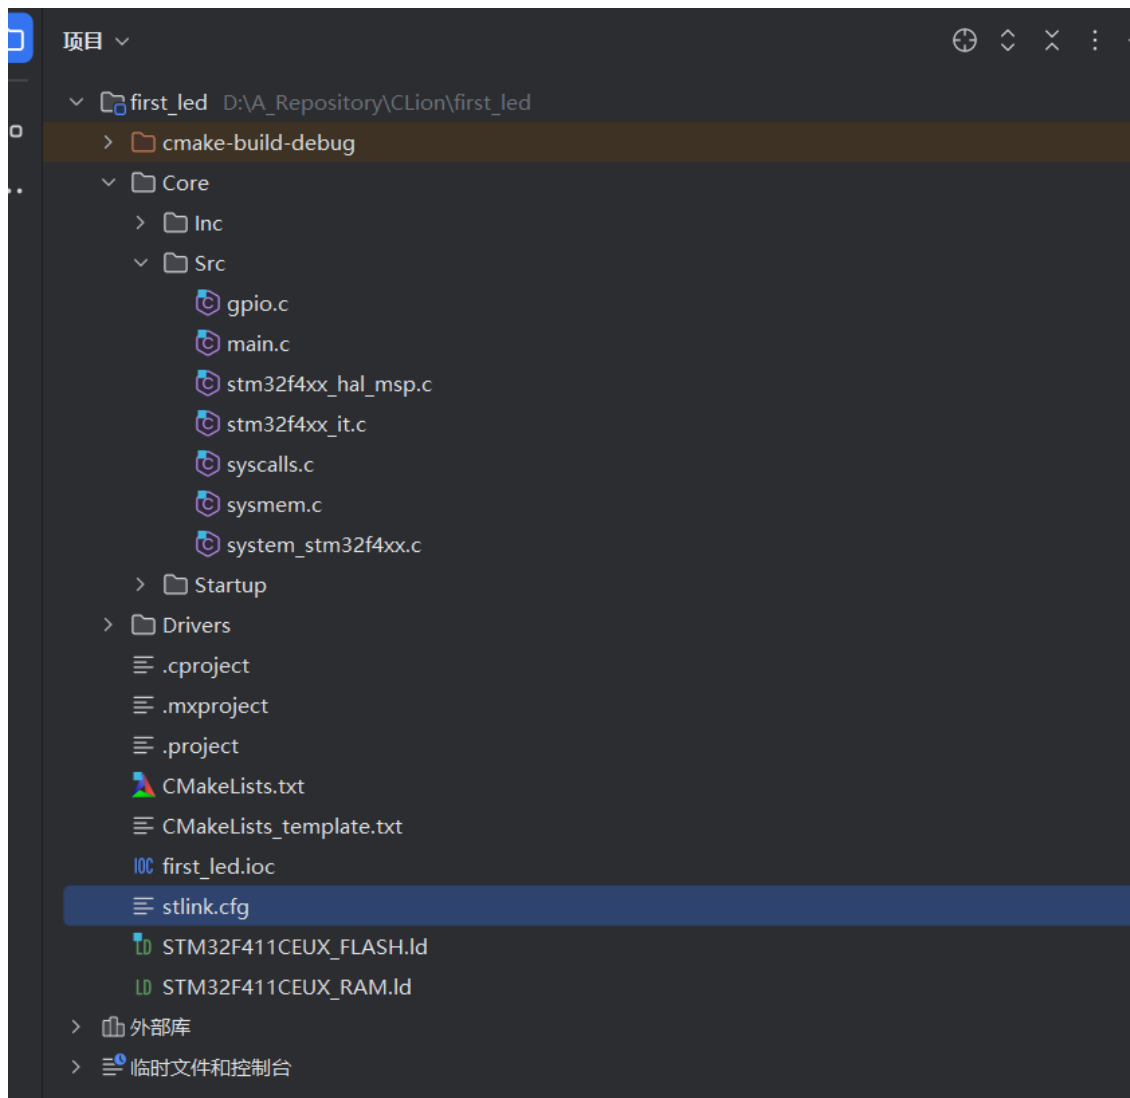 项目
first_led D:\A_Repository\CLion\first_led
cmake-build-debug
Core
Inc
Src
gpio.c
main.c
stm32f4xx_hal_msp.c
stm32f4xx_it.c
syscalls.c
sysmem.c
system_stm32f4xx.c
Startup
Drivers
.cproject
.mxproject
.project
CMakeLists.txt
CMakeLists_template.txt
IOC first_led.ioc
stlink.cfg
LD STM32F411CEUX_FLASH.ld
LD STM32F411CEUX_RAM.ld
外部库
临时文件和控制台